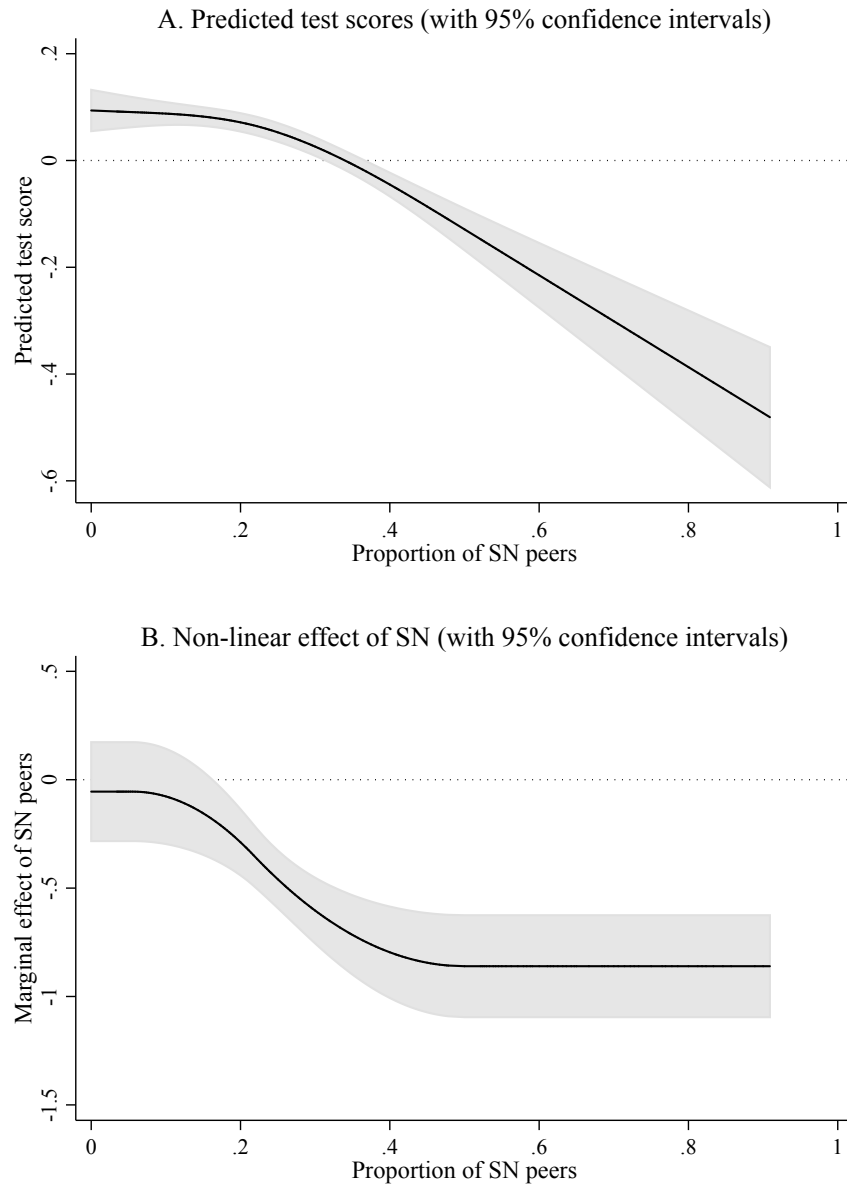 A. Predicted test scores (with 95% confidence intervals)
Predicted test score
.2
0
-.2
-.4
-.6
0 .2 .4 .6 .8 1
Proportion of SN peers
B. Non-linear effect of SN (with 95% confidence intervals)
Marginal effect of SN peers
.5
0
-.5
-1
-1.5
0 .2 .4 .6 .8 1
Proportion of SN peers